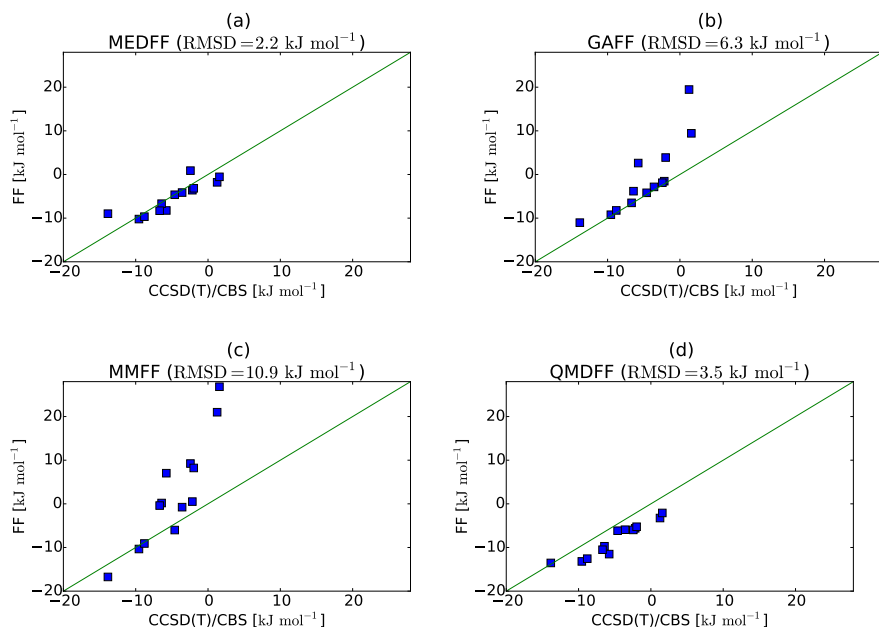 (a)
MEDFF (RMSD = 2.2 kJ mol⁻¹)
20
10
0
−10
−20
FF [kJ mol⁻¹]
−20 −10 0 10 20
CCSD(T)/CBS [kJ mol⁻¹]
(b)
GAFF (RMSD = 6.3 kJ mol⁻¹)
20
10
0
−10
−20
FF [kJ mol⁻¹]
−20 −10 0 10 20
CCSD(T)/CBS [kJ mol⁻¹]
(c)
MMFF (RMSD = 10.9 kJ mol⁻¹)
20
10
0
−10
−20
FF [kJ mol⁻¹]
−20 −10 0 10 20
CCSD(T)/CBS [kJ mol⁻¹]
(d)
QMDFF (RMSD = 3.5 kJ mol⁻¹)
20
10
0
−10
−20
FF [kJ mol⁻¹]
−20 −10 0 10 20
CCSD(T)/CBS [kJ mol⁻¹]